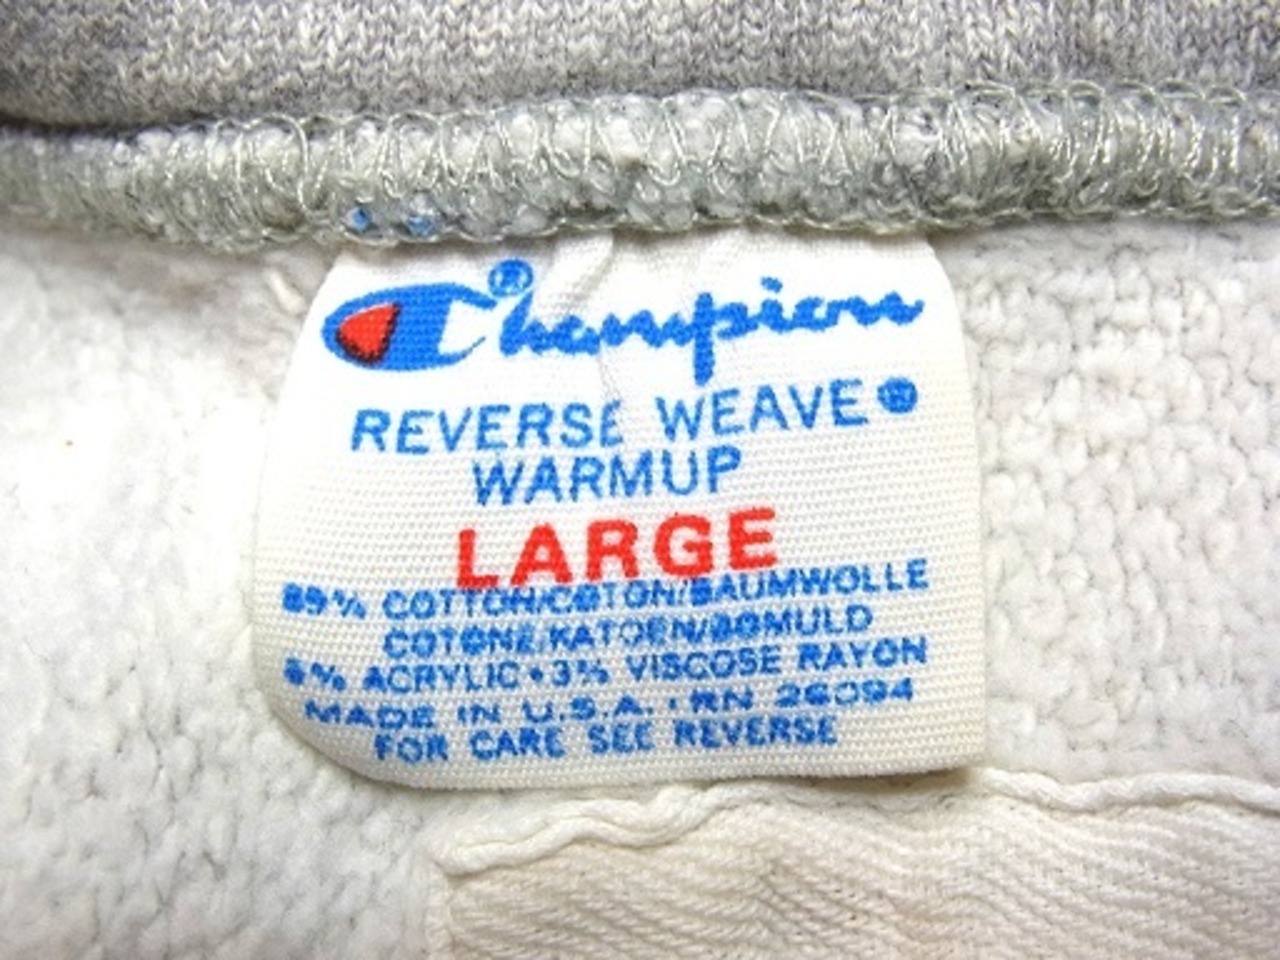 Champion®
REVERSE WEAVE®
WARMUP
LARGE
89% COTTON/COTON/BAUMWOLLE
COTONE/KATOEN/BOMULD
8% ACRYLIC • 3% VISCOSE RAYON
MADE IN U.S.A. · RN 26094
FOR CARE SEE REVERSE